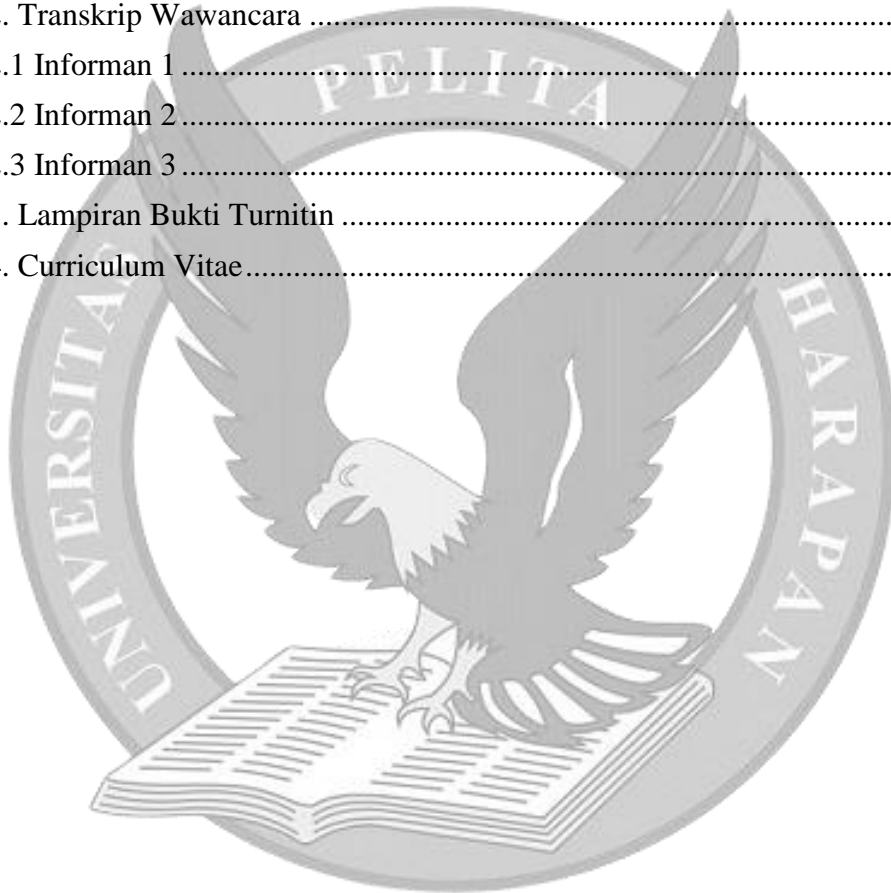 . Transkrip Wawancara ........................................................................
.1 Informan 1 .........................................................................................
.2 Informan 2 .........................................................................................
.3 Informan 3 .........................................................................................
. Lampiran Bukti Turnitin ....................................................................
. Curriculum Vitae.................................................................................
UNIVERSITAS PELITA HARAPAN